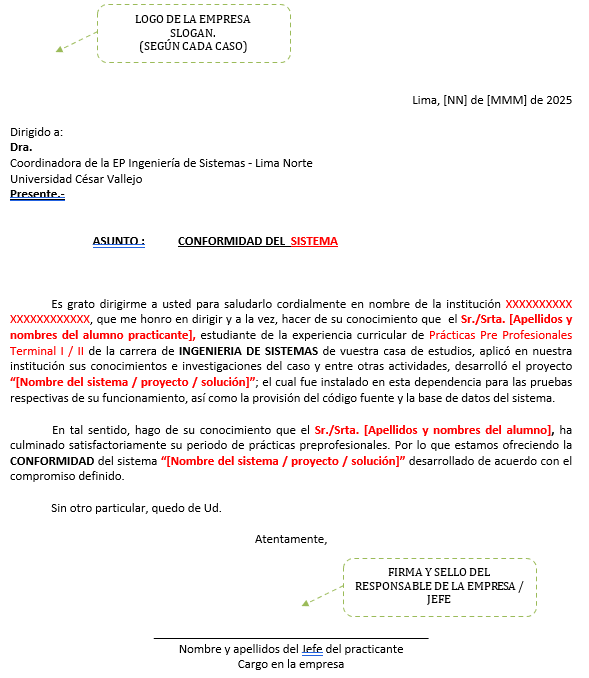 LOGO DE LA EMPRESA
SLOGAN.
(SEGÚN CADA CASO)
Lima, [NN] de [MMM] de 2025
Dirigido a:
Dra.
Coordinadora de la EP Ingeniería de Sistemas - Lima Norte
Universidad César Vallejo
Presente.-
ASUNTO : CONFORMIDAD DEL SISTEMA
Es grato dirigirme a usted para saludarlo cordialmente en nombre de la institución XXXXXXXXXX
XXXXXXXXXXXX, que me honro en dirigir y a la vez, hacer de su conocimiento que el Sr./Srta. [Apellidos y
nombres del alumno practicante], estudiante de la experiencia curricular de Prácticas Pre Profesionales
Terminal I / II de la carrera de INGENIERIA DE SISTEMAS de vuestra casa de estudios, aplicó en nuestra
institución sus conocimientos e investigaciones del caso y entre otras actividades, desarrolló el proyecto
“[Nombre del sistema / proyecto / solución]”; el cual fue instalado en esta dependencia para las pruebas
respectivas de su funcionamiento, así como la provisión del código fuente y la base de datos del sistema.
En tal sentido, hago de su conocimiento que el Sr./Srta. [Apellidos y nombres del alumno], ha
culminado satisfactoriamente su periodo de prácticas preprofesionales. Por lo que estamos ofreciendo la
CONFORMIDAD del sistema “[Nombre del sistema / proyecto / solución]” desarrollado de acuerdo con el
compromiso definido.
Sin otro particular, quedo de Ud.
Atentamente,
FIRMA Y SELLO DEL
RESPONSABLE DE LA EMPRESA /
JEFE
Nombre y apellidos del Jefe del practicante
Cargo en la empresa